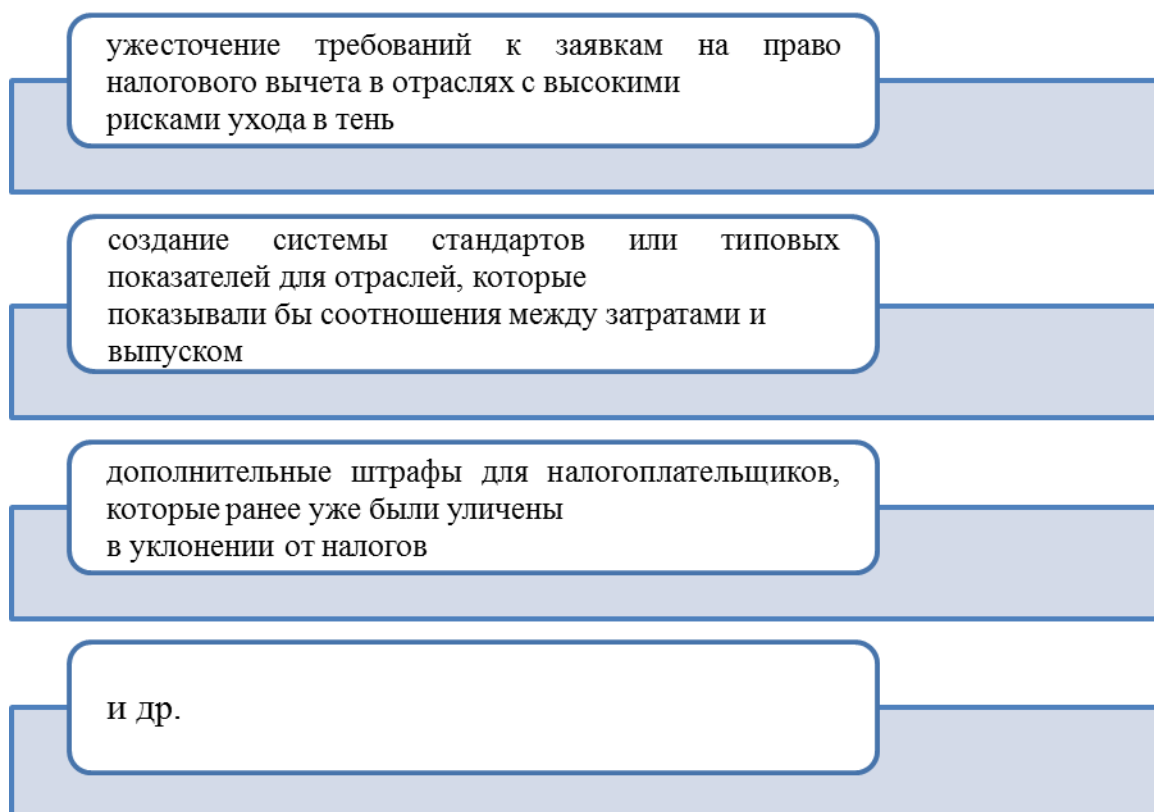 ужесточение требований к заявкам на право
налогового вычета в отраслях с высокими
рисками ухода в тень
создание системы стандартов или типовых
показателей для отраслей, которые
показывали бы соотношения между затратами и
выпуском
дополнительные штрафы для налогоплательщиков,
которые ранее уже были уличены
в уклонении от налогов
и др.